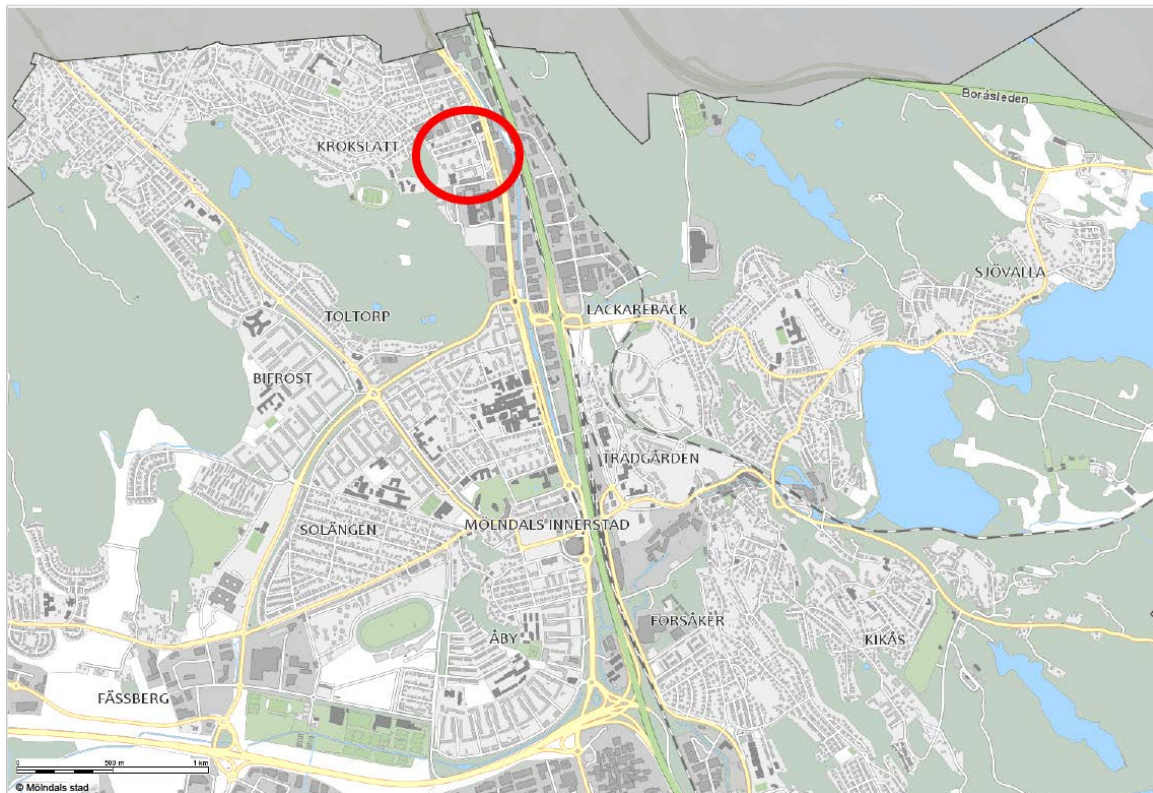 Boråsleden
KROKSLÄTT
SJÖVALLA
LACKAREBÄCK
TOLTORP
BIFROST
TRÄDGÅRDEN
MÖLNDALS INNERSTAD
SOLÄNGEN
FORSÅKER
ÅBY
KIKÅS
FÄSSBERG
0 500 m 1 km
© Mölndals stad